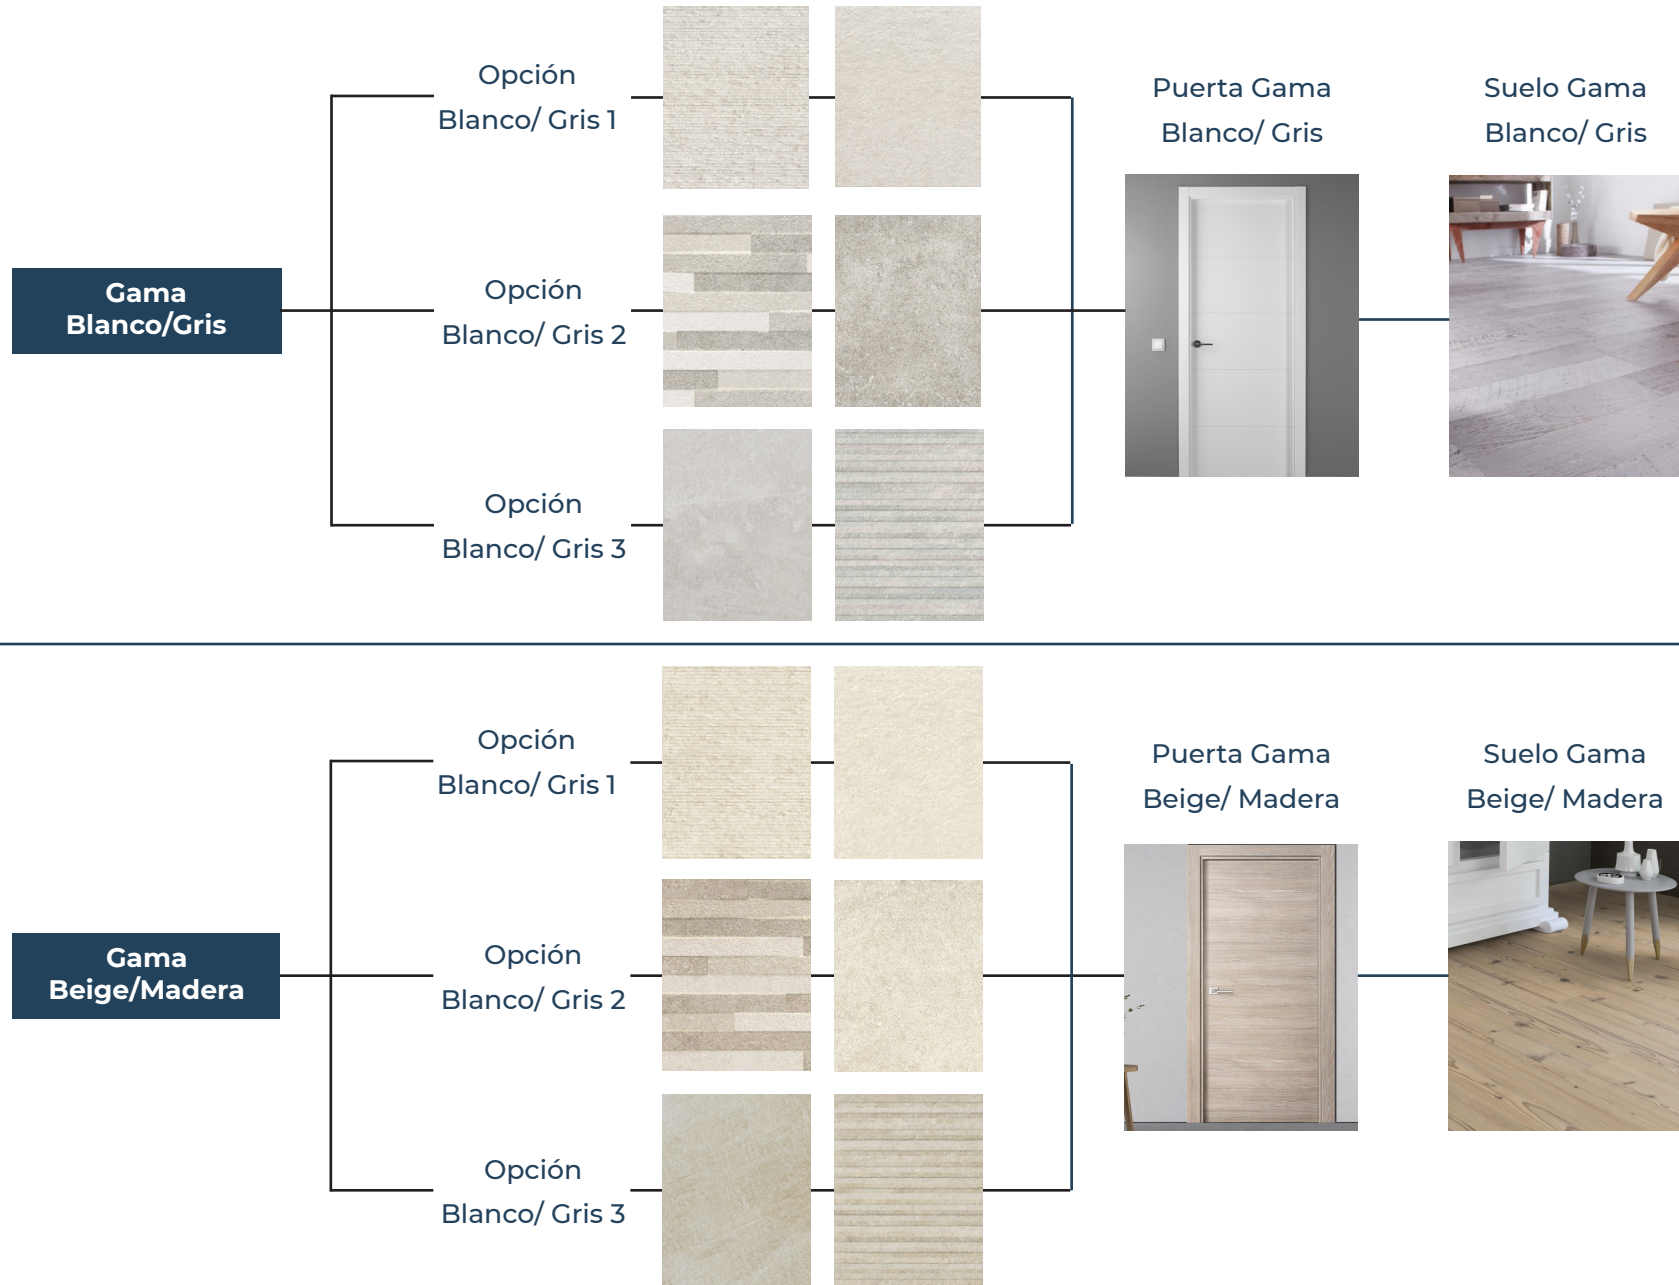 Opción
Blanco/ Gris 1
Puerta Gama
Blanco/ Gris
Suelo Gama
Blanco/ Gris
Gama
Blanco/Gris
Opción
Blanco/ Gris 2
Opción
Blanco/ Gris 3
Opción
Blanco/ Gris 1
Puerta Gama
Beige/ Madera
Suelo Gama
Beige/ Madera
Gama
Beige/Madera
Opción
Blanco/ Gris 2
Opción
Blanco/ Gris 3